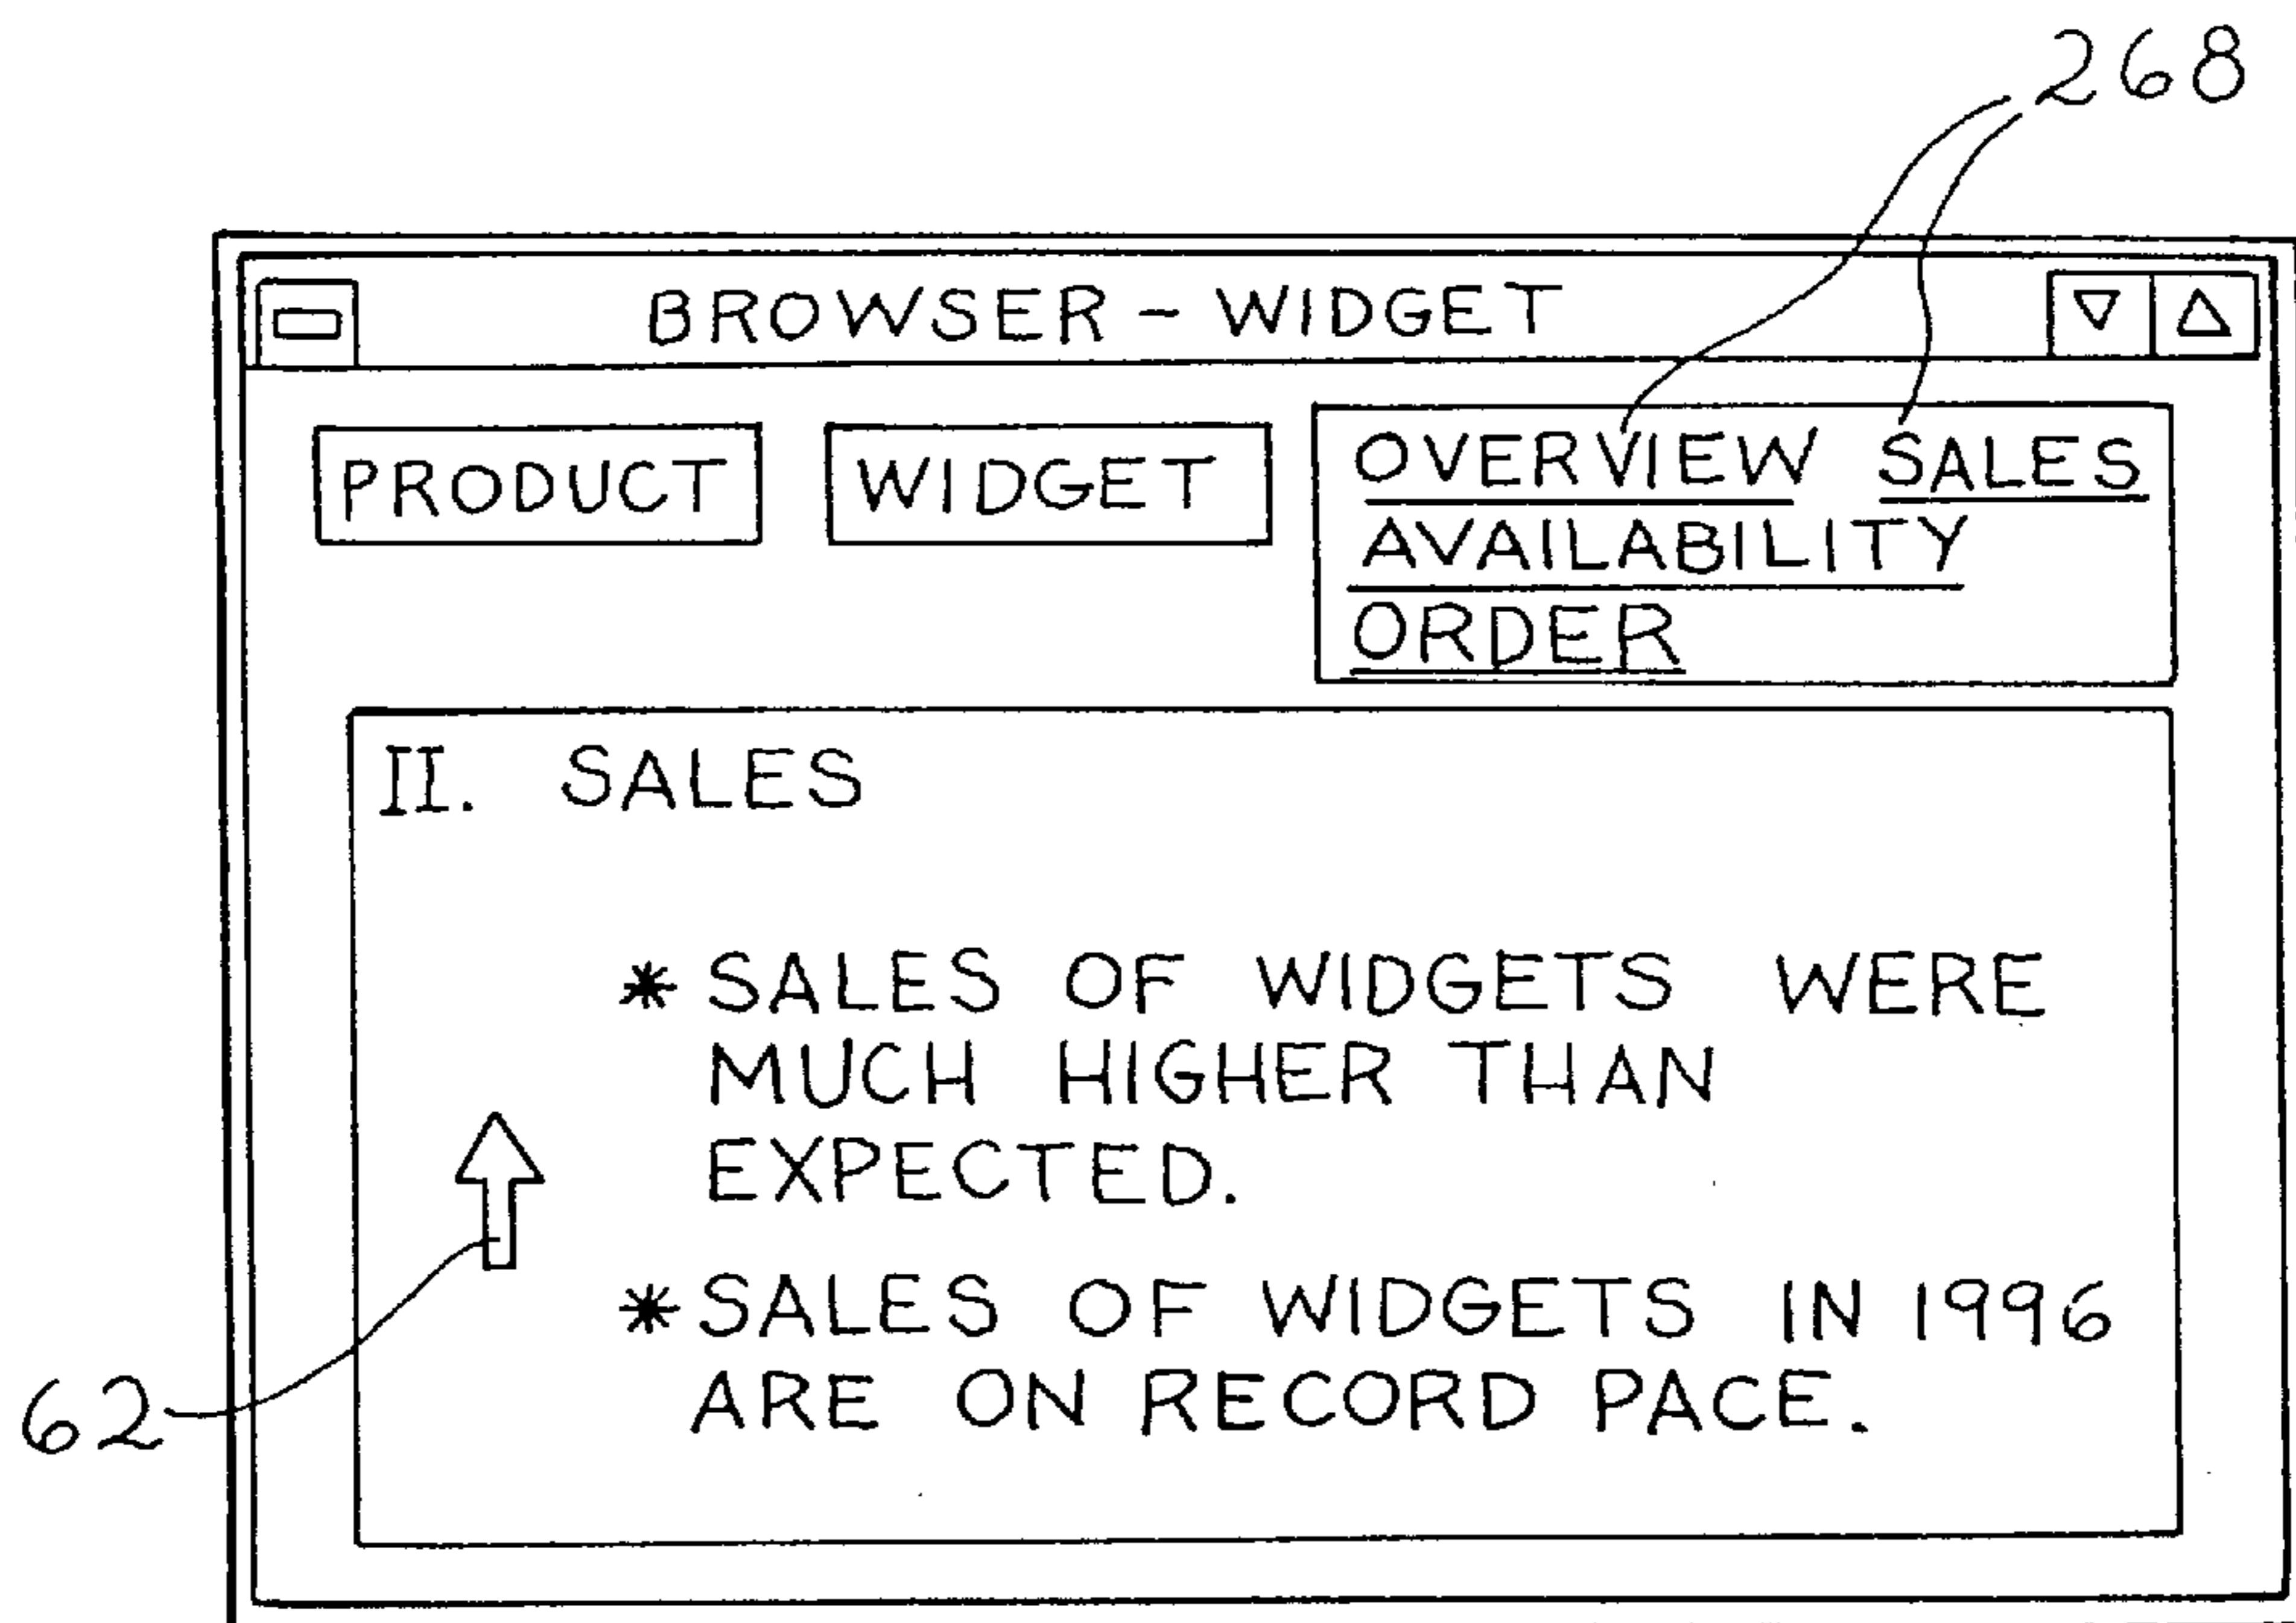 268
BROWSER - WIDGET
PRODUCT
WIDGET
OVERVIEW SALES
AVAILABILITY
ORDER
II. SALES
* SALES OF WIDGETS WERE
MUCH HIGHER THAN
EXPECTED.
* SALES OF WIDGETS IN 1996
ARE ON RECORD PACE.
62